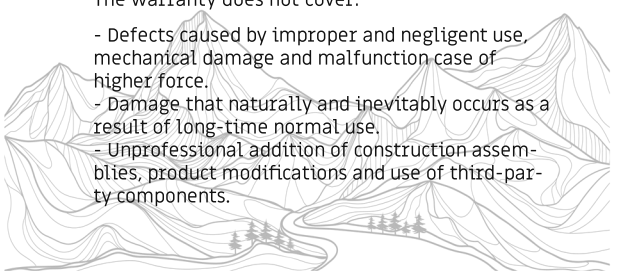 The warranty does not cover:
- Defects caused by improper and negligent use,
mechanical damage and malfunction case of
higher force.
- Damage that naturally and inevitably occurs as a
result of long-time normal use.
- Unprofessional addition of construction assem-
blies, product modifications and use of third-par-
ty components.